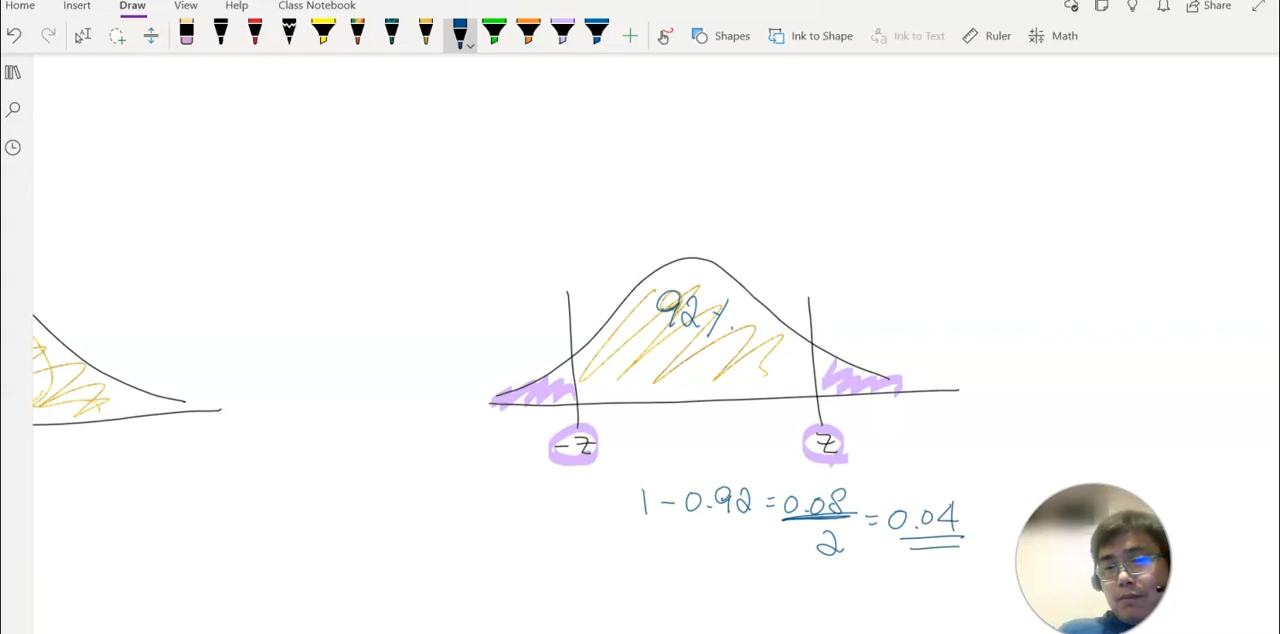 Home Insert Draw View Help Class Notebook Share
Shapes Ink to Shape Ink to Text Ruler Math
92%
-z z
1 - 0.92 = 0.08 / 2 = 0.04